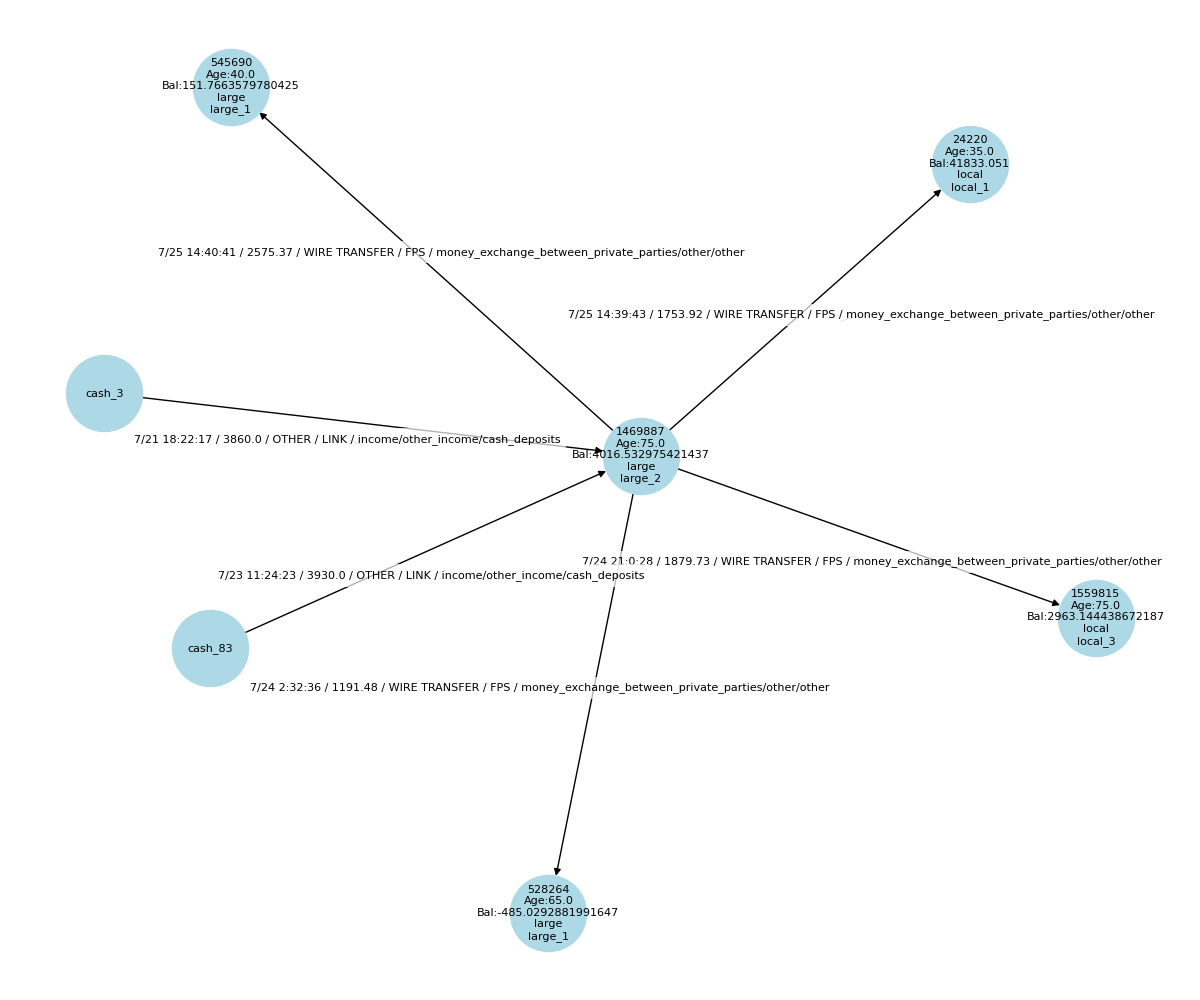 545690
Age:40.0
Bal:151.7663579780425
large
large_1
24220
Age:35.0
Bal:41833.051
local
local_1
7/25 14:40:41 / 2575.37 / WIRE TRANSFER / FPS / money_exchange_between_private_parties/other/other
7/25 14:39:43 / 1753.92 / WIRE TRANSFER / FPS / money_exchange_between_private_parties/other/other
cash_3
7/21 18:22:17 / 3860.0 / OTHER / LINK / income/other_income/cash_deposits
1469887
Age:75.0
Bal:4016.532975421437
large
large_2
7/24 21:0:28 / 1879.73 / WIRE TRANSFER / FPS / money_exchange_between_private_parties/other/other
7/23 11:24:23 / 3930.0 / OTHER / LINK / income/other_income/cash_deposits
1559815
Age:75.0
Bal:2963.144438672187
local
local_3
cash_83
7/24 2:32:36 / 1191.48 / WIRE TRANSFER / FPS / money_exchange_between_private_parties/other/other
528264
Age:65.0
Bal:-485.0292881991647
large
large_1